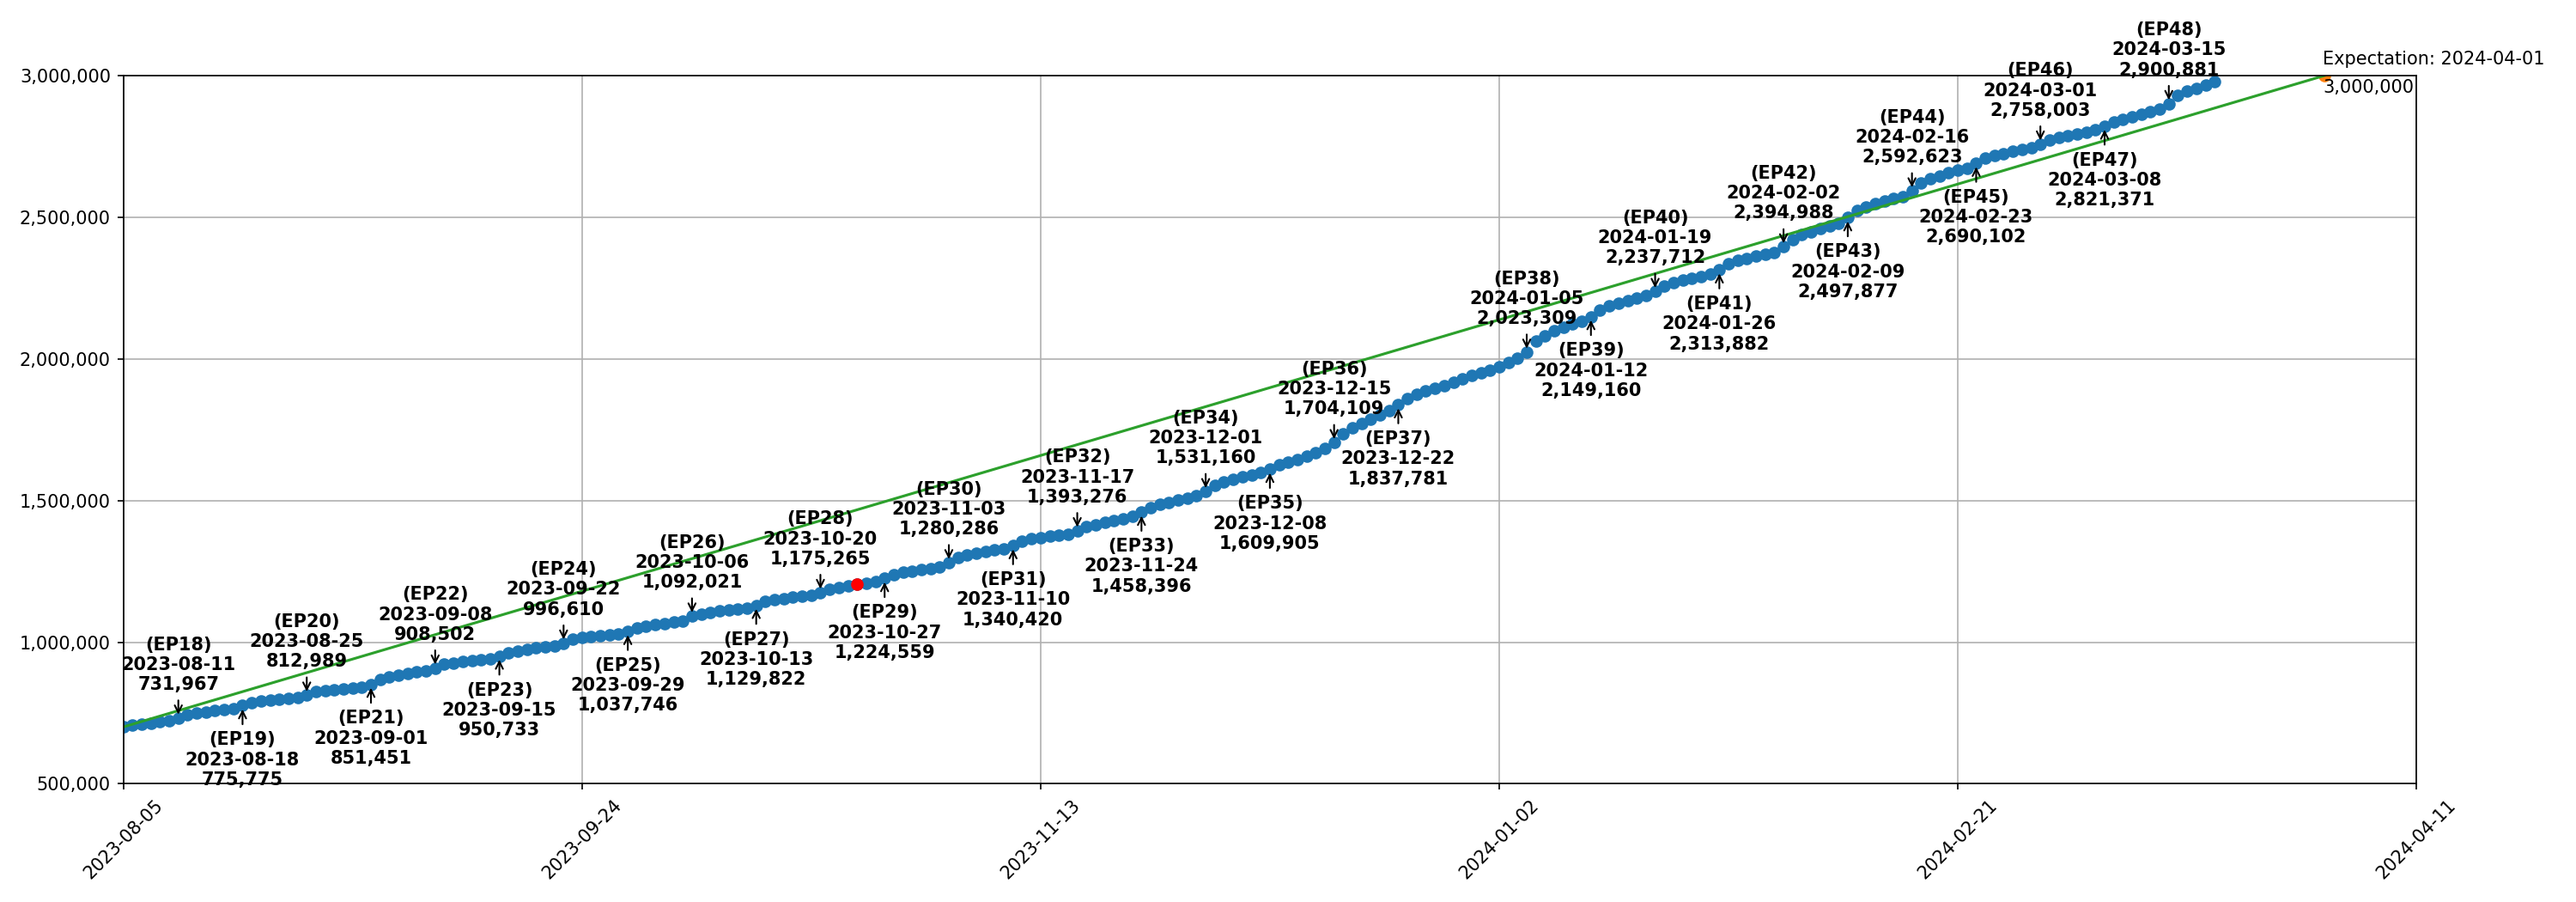 (EP48)
2024-03-15
2,900,881
Expectation: 2024-04-01
3,000,000
(EP46)
2024-03-01
2,758,003
(EP44)
2024-02-16
2,592,623
(EP47)
2024-03-08
2,821,371
(EP42)
2024-02-02
2,394,988
(EP45)
2024-02-23
2,690,102
(EP40)
2024-01-19
2,237,712
(EP43)
2024-02-09
2,497,877
(EP38)
2024-01-05
2,023,309
(EP41)
2024-01-26
2,313,882
(EP39)
2024-01-12
2,149,160
(EP36)
2023-12-15
1,704,109
(EP37)
2023-12-22
1,837,781
(EP34)
2023-12-01
1,531,160
(EP35)
2023-12-08
1,609,905
(EP32)
2023-11-17
1,393,276
(EP33)
2023-11-24
1,458,396
(EP30)
2023-11-03
1,280,286
(EP31)
2023-11-10
1,340,420
(EP28)
2023-10-20
1,175,265
(EP29)
2023-10-27
1,224,559
(EP26)
2023-10-06
1,092,021
(EP27)
2023-10-13
1,129,822
(EP24)
2023-09-22
996,610
(EP25)
2023-09-29
1,037,746
(EP22)
2023-09-08
908,502
(EP23)
2023-09-15
950,733
(EP20)
2023-08-25
812,989
(EP21)
2023-09-01
851,451
(EP18)
2023-08-11
731,967
(EP19)
2023-08-18
775,775
3,000,000
2,500,000
2,000,000
1,500,000
1,000,000
500,000
2023-08-05
2023-09-24
2023-11-13
2024-01-02
2024-02-21
2024-04-11